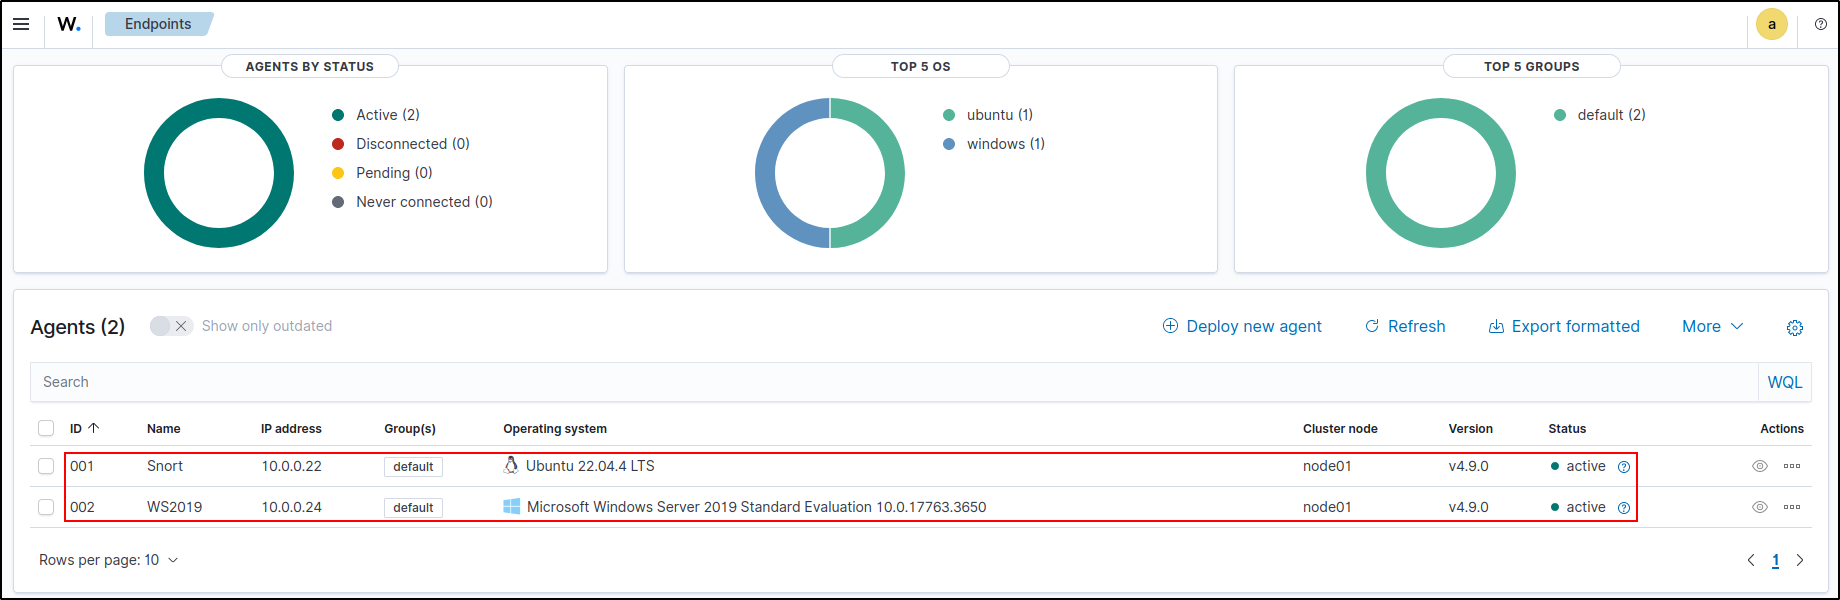 W. Endpoints a
AGENTS BY STATUS
Active (2)
Disconnected (0)
Pending (0)
Never connected (0)
TOP 5 OS
ubuntu (1)
windows (1)
TOP 5 GROUPS
default (2)
Agents (2) Show only outdated Deploy new agent Refresh Export formatted More
Search WQL
ID Name IP address Group(s) Operating system Cluster node Version Status Actions
001 Snort 10.0.0.22 default Ubuntu 22.04.4 LTS node01 v4.9.0 active
002 WS2019 10.0.0.24 default Microsoft Windows Server 2019 Standard Evaluation 10.0.17763.3650 node01 v4.9.0 active
Rows per page: 10 1